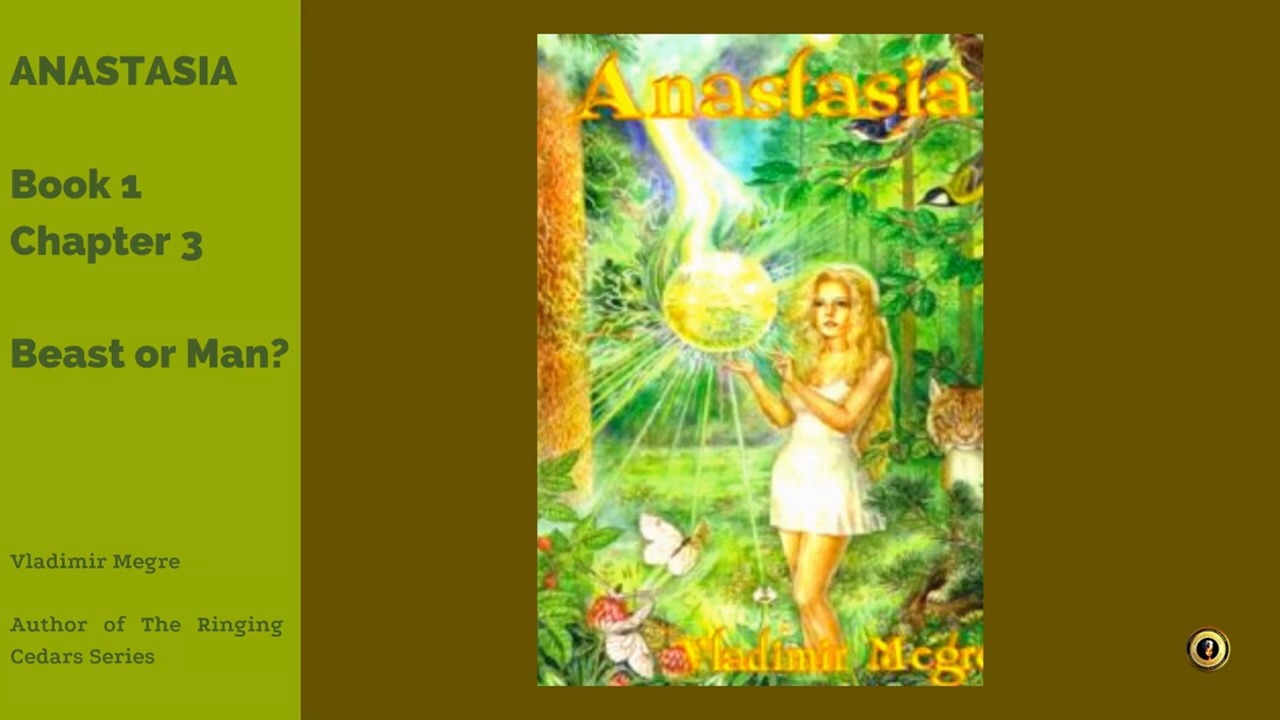 ANASTASIA
Book 1
Chapter 3
Beast or Man?
Vladimir Megre
Author of The Ringing
Cedars Series
Anastasia
Vladimir Megre